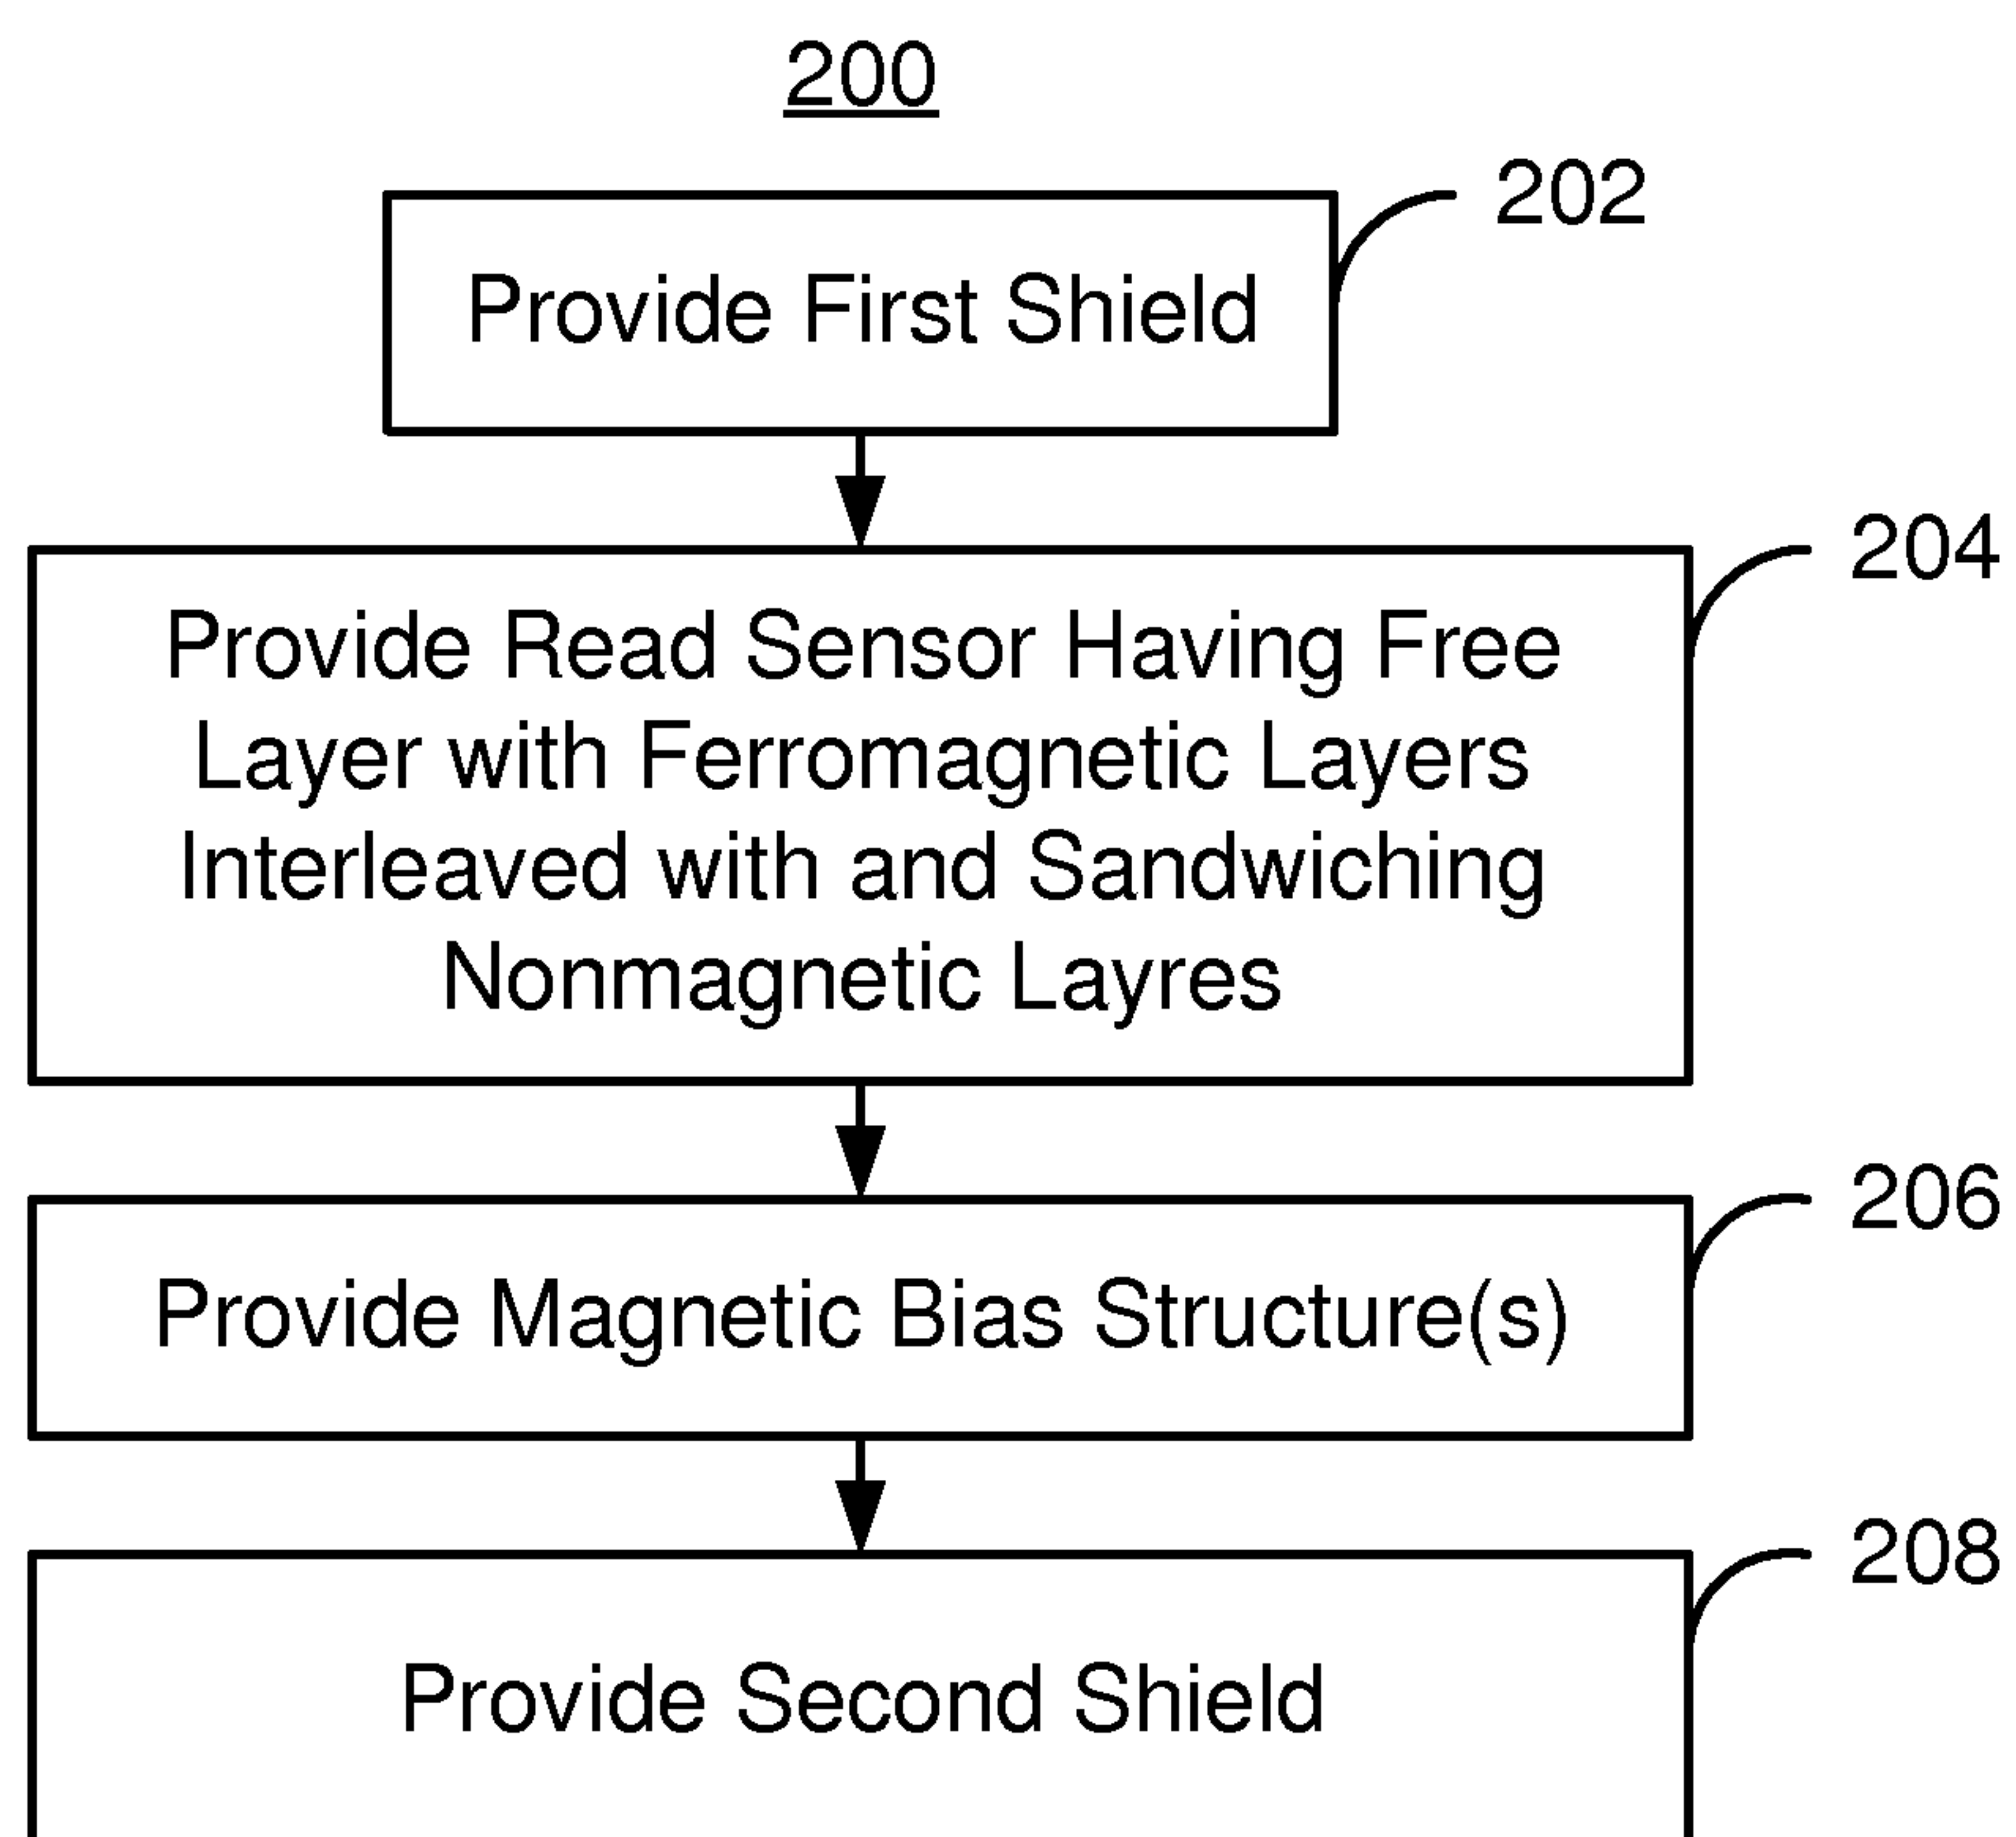 200
202
Provide First Shield
204
Provide Read Sensor Having Free
Layer with Ferromagnetic Layers
Interleaved with and Sandwiching
Nonmagnetic Layres
206
Provide Magnetic Bias Structure(s)
208
Provide Second Shield